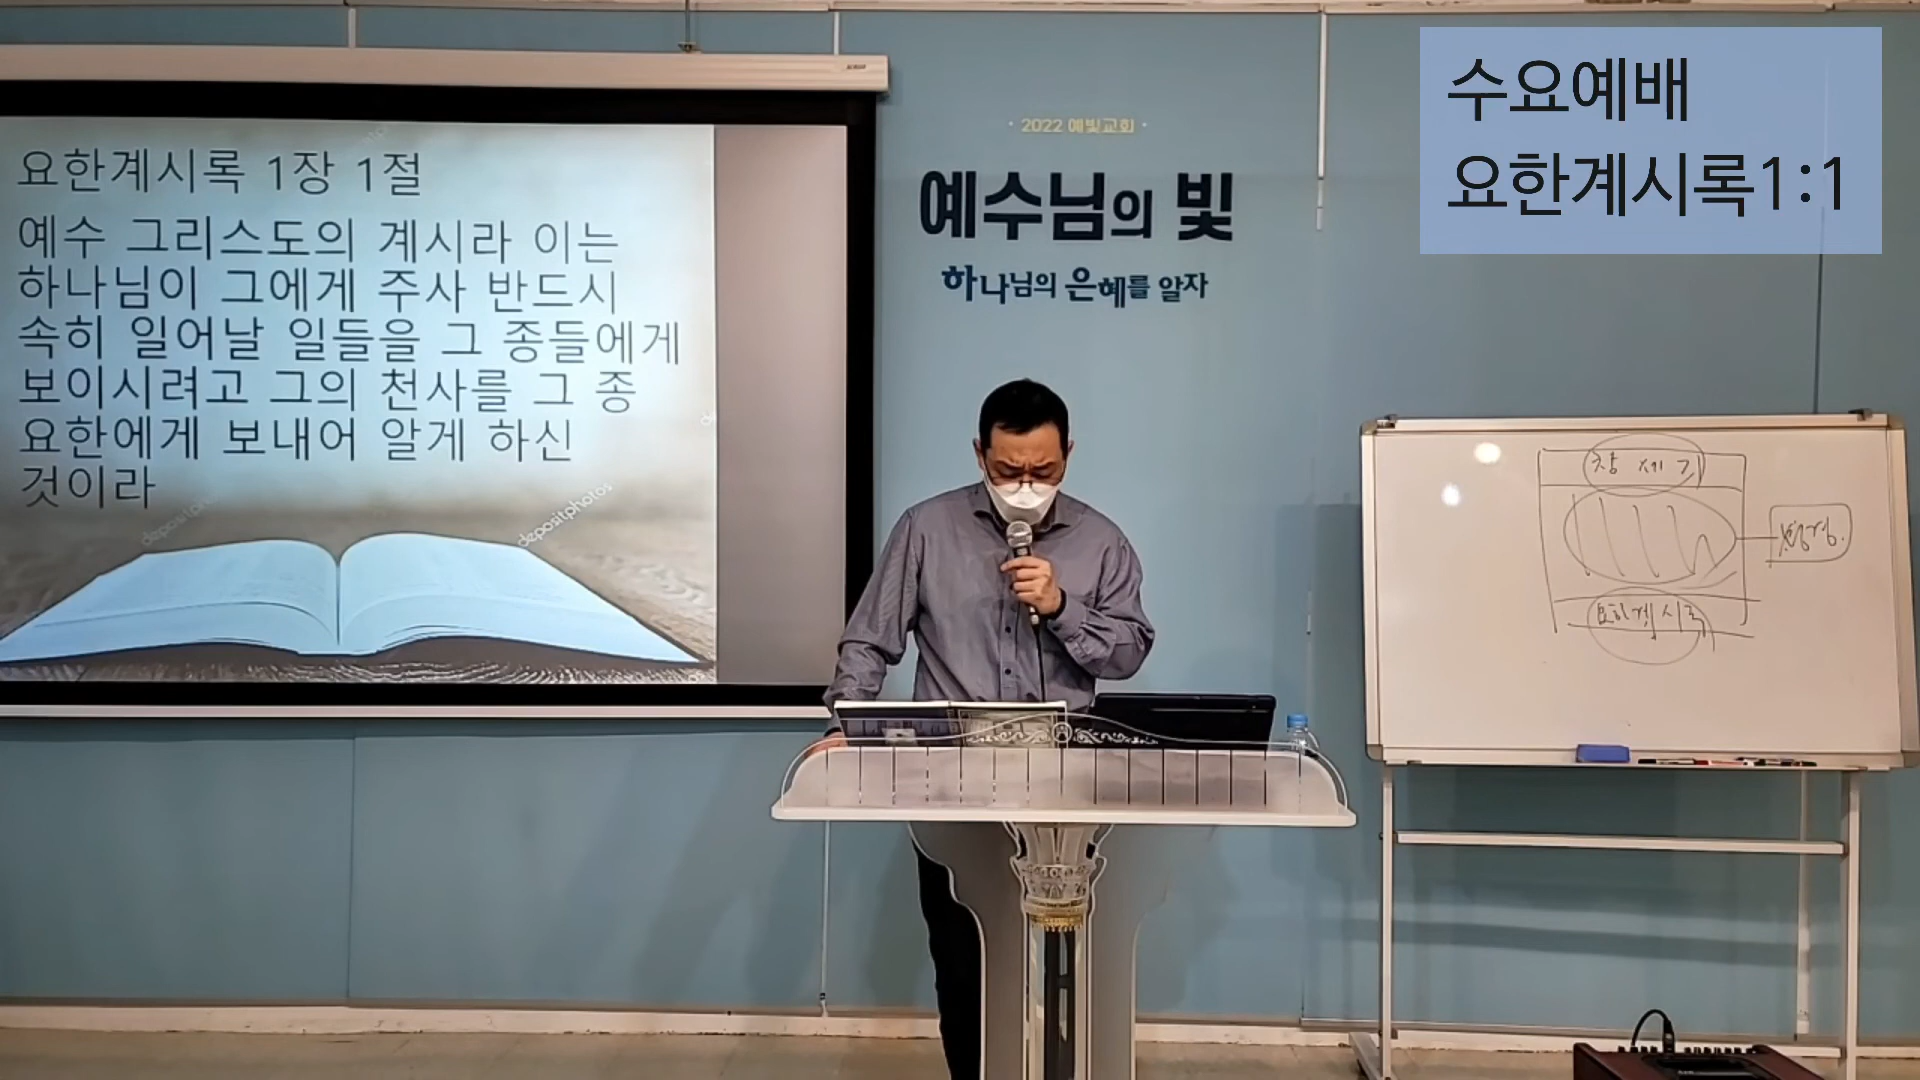 요한계시록 1장 1절
예수 그리스도의 계시라 이는
하나님이 그에게 주사 반드시
속히 일어날 일들을 그 종들에게
보이시려고 그의 천사를 그 종
요한에게 보내어 알게 하신
것이라
depositphotos
· 2022 예빛교회 ·
예수님의 빛
하나님의 은혜를 알자
수요예배
요한계시록1:1
창세기
요한계시록